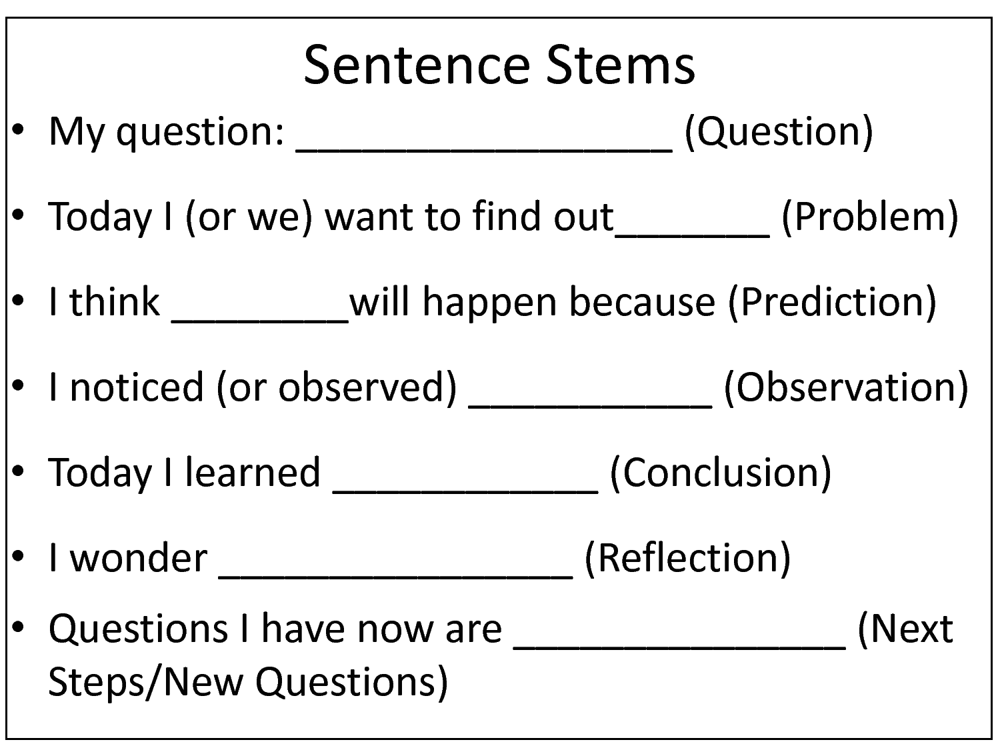 Sentence Stems
• My question: _________________ (Question)
• Today I (or we) want to find out_______ (Problem)
• I think ________will happen because (Prediction)
• I noticed (or observed) ___________ (Observation)
• Today I learned ____________ (Conclusion)
• I wonder ________________ (Reflection)
• Questions I have now are _______________ (Next
Steps/New Questions)